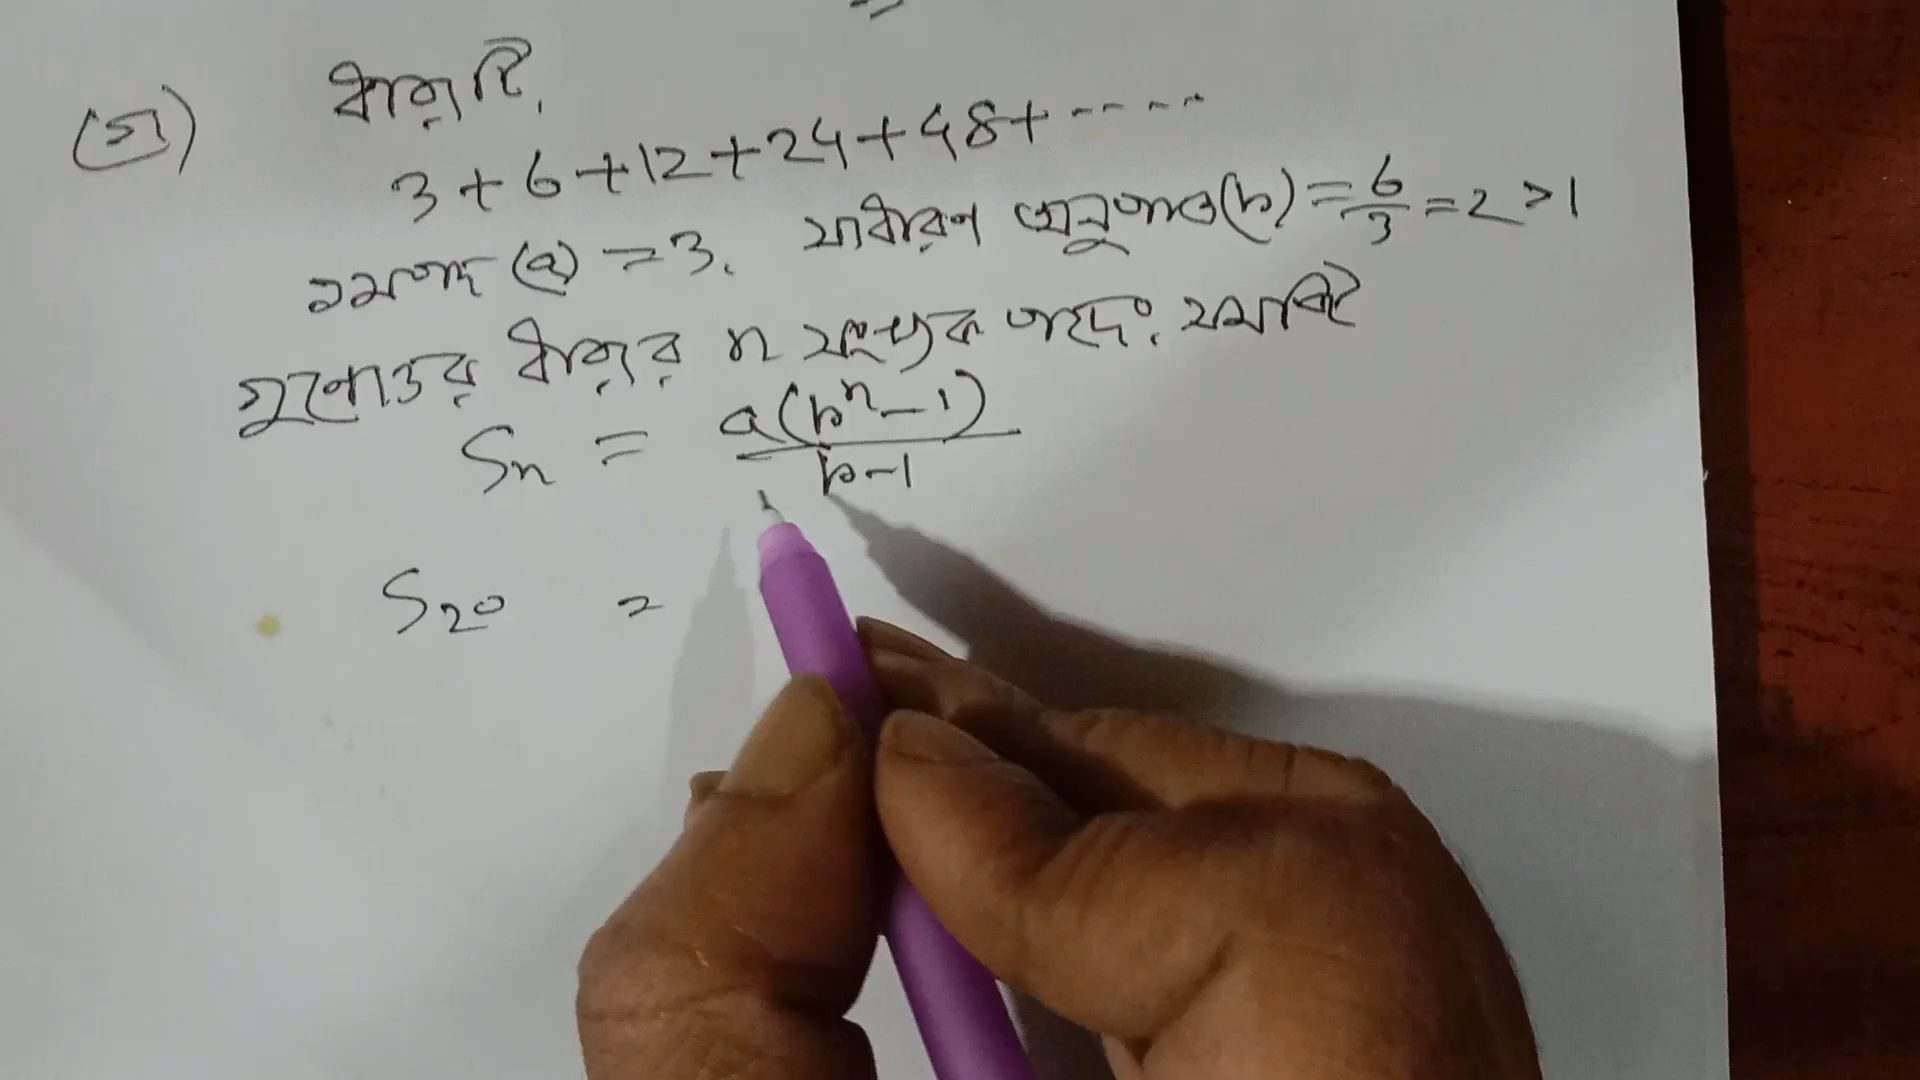 (গ) ধারাটি,
3+6+12+24+48+-----
১মপদ (a) =3. সাধারণ অনুপাত(r) = 6/3 = 2 >1
গুণোত্তর ধারার n সংখ্যক পদের সমষ্টি
Sn = a(r^n-1)/r-1
S20 =